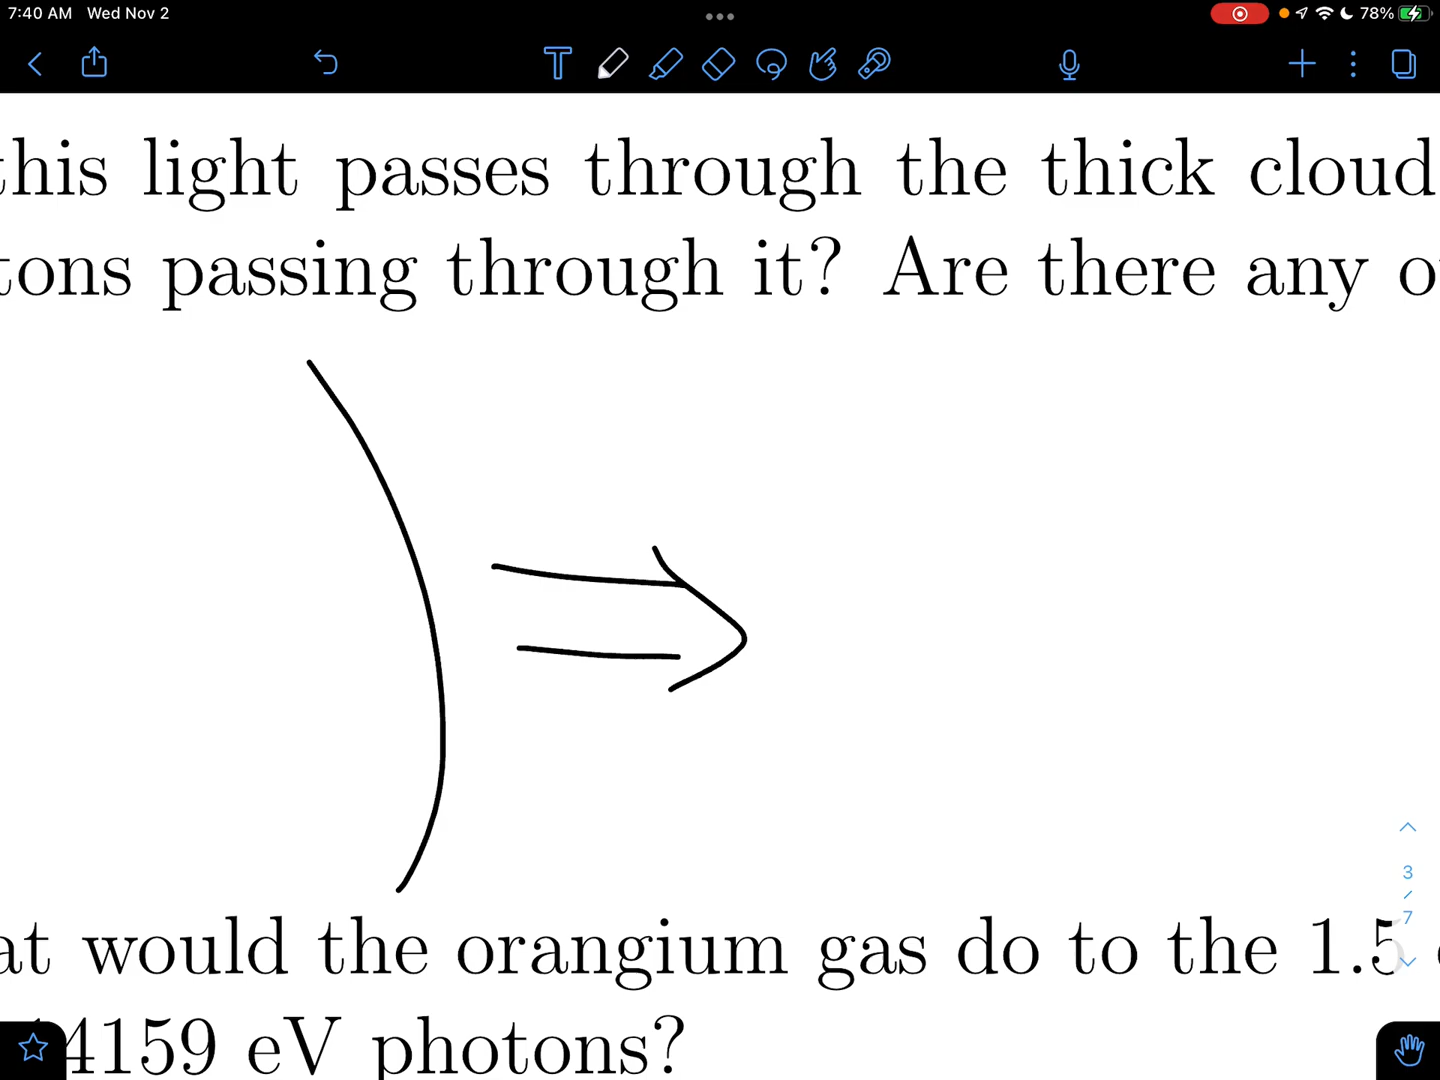 7:40 AM Wed Nov 2
78%
this light passes through the thick cloud
tons passing through it? Are there any o
3
7
at would the orangium gas do to the 1.5
4159 eV photons?